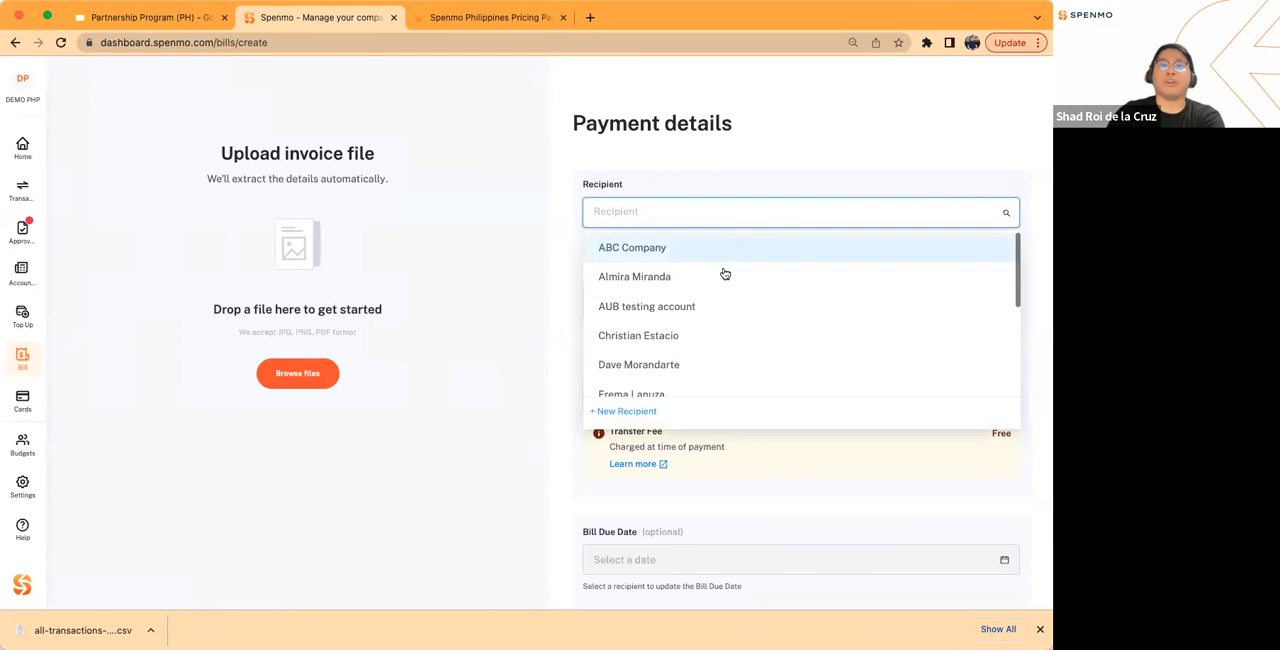 Partnership Program (PH) - Go
Spenmo - Manage your compa
Spenmo Philippines Pricing Pa
dashboard.spenmo.com/bills/create
Update
SPENMO
Shad Roi de la Cruz
DP
DEMO PHP
Home
Transa...
Approv...
Accoun...
Top Up
Bill
Cards
Budgets
Settings
Help
Upload invoice file
We'll extract the details automatically.
Drop a file here to get started
We accept JPG, PNG, PDF format
Browse files
Payment details
Recipient
Recipient
ABC Company
Almira Miranda
AUB testing account
Christian Estacio
Dave Morandarte
Erema Lanuza
+ New Recipient
Transfer Fee
Free
Charged at time of payment
Learn more
Bill Due Date (optional)
Select a date
Select a recipient to update the Bill Due Date
all-transactions-....csv
Show All